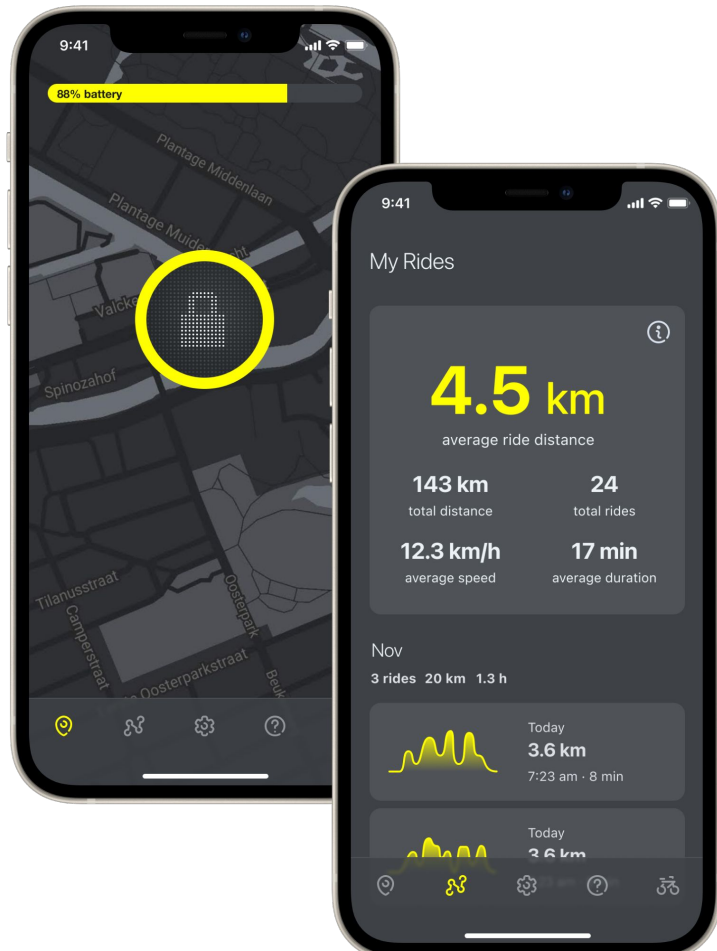 9:41
88% battery
Plantage Middenlaan
Plantage Muider
ht
Valcke
Spinozahof
Tilanusstraat
Camperstraat
Oosterpark
Oosterparkstraat
Beuk
9:41
My Rides
4.5 km
average ride distance
143 km
24
total distance
total rides
12.3 km/h
17 min
average speed
average duration
Nov
3 rides 20 km 1.3 h
Today
3.6 km
7:23 am · 8 min
Today
3.6 km